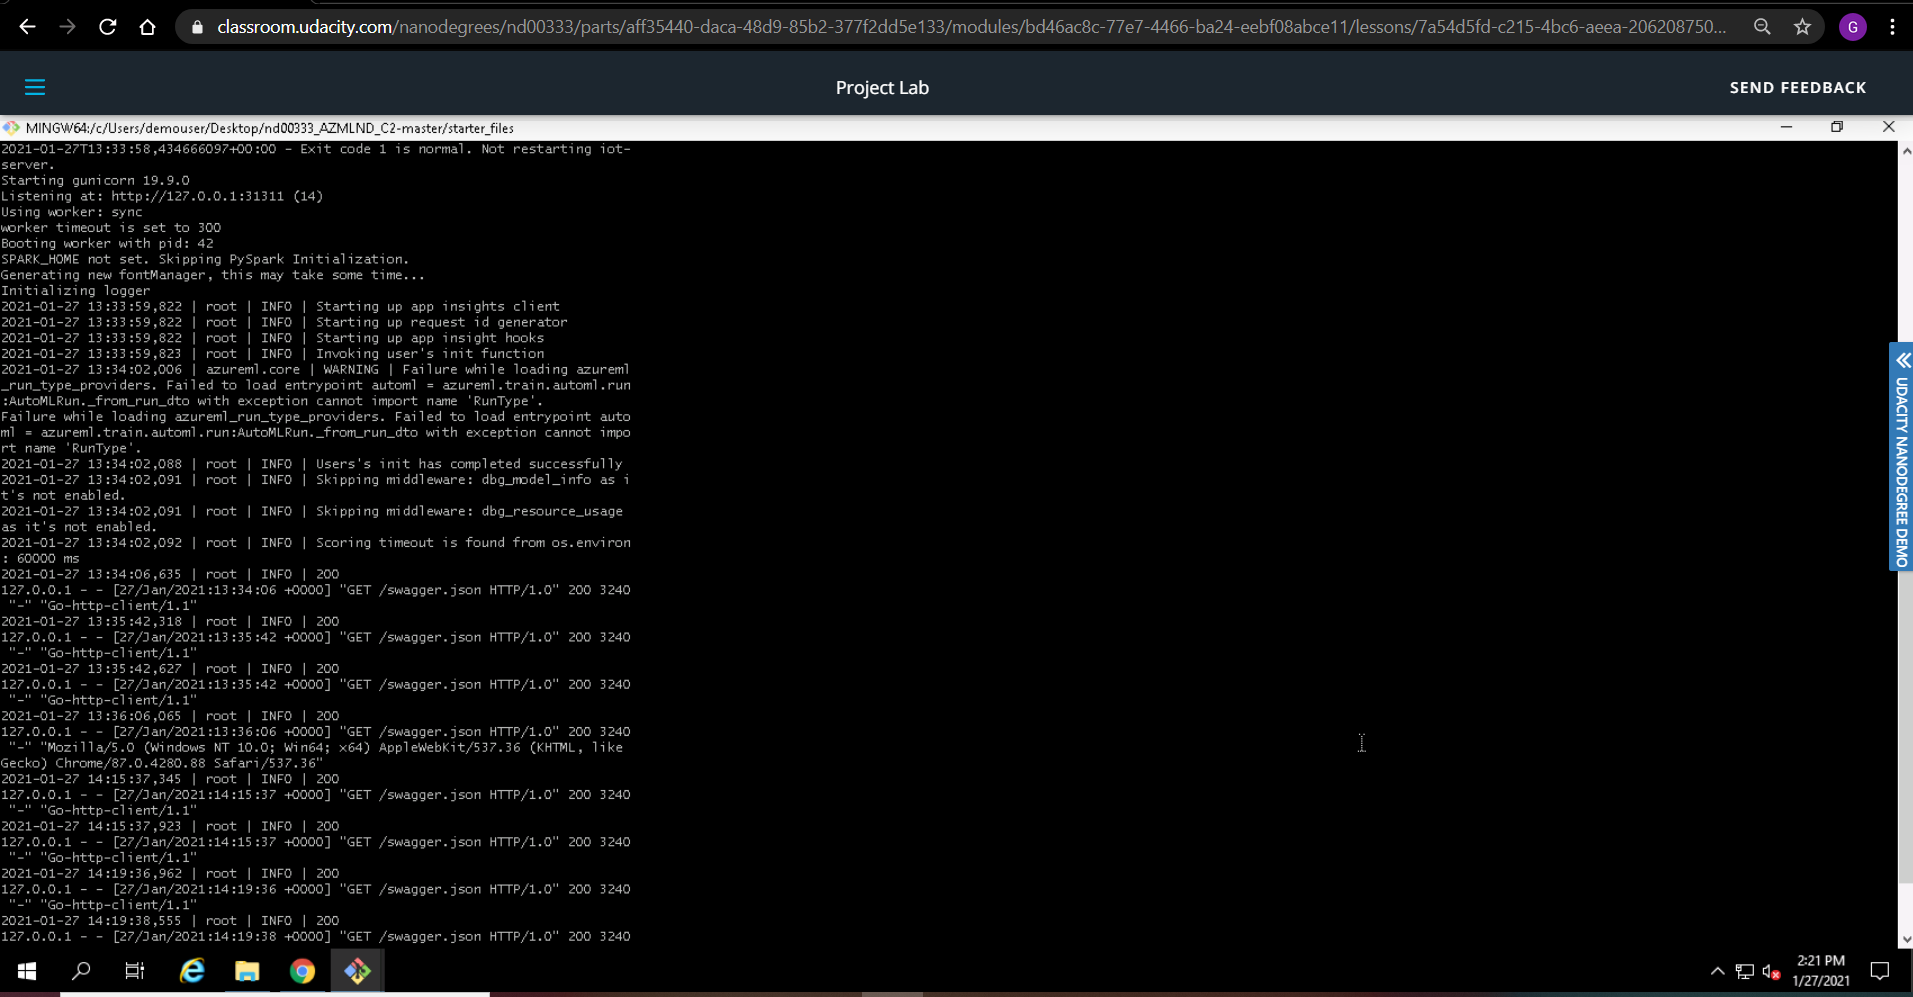 classroom.udacity.com/nanodegrees/nd00333/parts/aff35440-daca-48d9-85b2-377f2dd5e133/modules/bd46ac8c-77e7-4466-ba24-eebf08abce11/lessons/7a54d5fd-c215-4bc6-aeea-206208750...
G
Project Lab
SEND FEEDBACK
MINGW64:/c/Users/demouser/Desktop/nd00333_AZMLND_C2-master/starter_files
2021-01-27T13:33:58,434666097+00:00 - Exit code 1 is normal. Not restarting iot-
server.
Starting gunicorn 19.9.0
Listening at: http://127.0.0.1:31311 (14)
Using worker: sync
worker timeout is set to 300
Booting worker with pid: 42
SPARK_HOME not set. Skipping PySpark Initialization.
Generating new fontManager, this may take some time...
Initializing logger
2021-01-27 13:33:59,822 | root | INFO | Starting up app insights client
2021-01-27 13:33:59,822 | root | INFO | Starting up request id generator
2021-01-27 13:33:59,822 | root | INFO | Starting up app insight hooks
2021-01-27 13:33:59,823 | root | INFO | Invoking user's init function
2021-01-27 13:34:02,006 | azureml.core | WARNING | Failure while loading azureml
_run_type_providers. Failed to load entrypoint automl = azureml.train.automl.run
:AutoMLRun._from_run_dto with exception cannot import name 'RunType'.
Failure while loading azureml_run_type_providers. Failed to load entrypoint auto
ml = azureml.train.automl.run:AutoMLRun._from_run_dto with exception cannot impo
rt name 'RunType'.
2021-01-27 13:34:02,088 | root | INFO | Users's init has completed successfully
2021-01-27 13:34:02,091 | root | INFO | Skipping middleware: dbg_model_info as i
t's not enabled.
2021-01-27 13:34:02,091 | root | INFO | Skipping middleware: dbg_resource_usage
as it's not enabled.
2021-01-27 13:34:02,092 | root | INFO | Scoring timeout is found from os.environ
: 60000 ms
2021-01-27 13:34:06,635 | root | INFO | 200
127.0.0.1 - - [27/Jan/2021:13:34:06 +0000] "GET /swagger.json HTTP/1.0" 200 3240
"-" "Go-http-client/1.1"
2021-01-27 13:35:42,318 | root | INFO | 200
127.0.0.1 - - [27/Jan/2021:13:35:42 +0000] "GET /swagger.json HTTP/1.0" 200 3240
"-" "Go-http-client/1.1"
2021-01-27 13:35:42,627 | root | INFO | 200
127.0.0.1 - - [27/Jan/2021:13:35:42 +0000] "GET /swagger.json HTTP/1.0" 200 3240
"-" "Go-http-client/1.1"
2021-01-27 13:36:06,065 | root | INFO | 200
127.0.0.1 - - [27/Jan/2021:13:36:06 +0000] "GET /swagger.json HTTP/1.0" 200 3240
"-" "Mozilla/5.0 (Windows NT 10.0; Win64; x64) AppleWebKit/537.36 (KHTML, like
Gecko) Chrome/87.0.4280.88 Safari/537.36"
2021-01-27 14:15:37,345 | root | INFO | 200
127.0.0.1 - - [27/Jan/2021:14:15:37 +0000] "GET /swagger.json HTTP/1.0" 200 3240
"-" "Go-http-client/1.1"
2021-01-27 14:15:37,923 | root | INFO | 200
127.0.0.1 - - [27/Jan/2021:14:15:37 +0000] "GET /swagger.json HTTP/1.0" 200 3240
"-" "Go-http-client/1.1"
2021-01-27 14:19:36,962 | root | INFO | 200
127.0.0.1 - - [27/Jan/2021:14:19:36 +0000] "GET /swagger.json HTTP/1.0" 200 3240
"-" "Go-http-client/1.1"
2021-01-27 14:19:38,555 | root | INFO | 200
127.0.0.1 - - [27/Jan/2021:14:19:38 +0000] "GET /swagger.json HTTP/1.0" 200 3240
UDACITY NANODEGREE DEMO
2:21 PM
1/27/2021